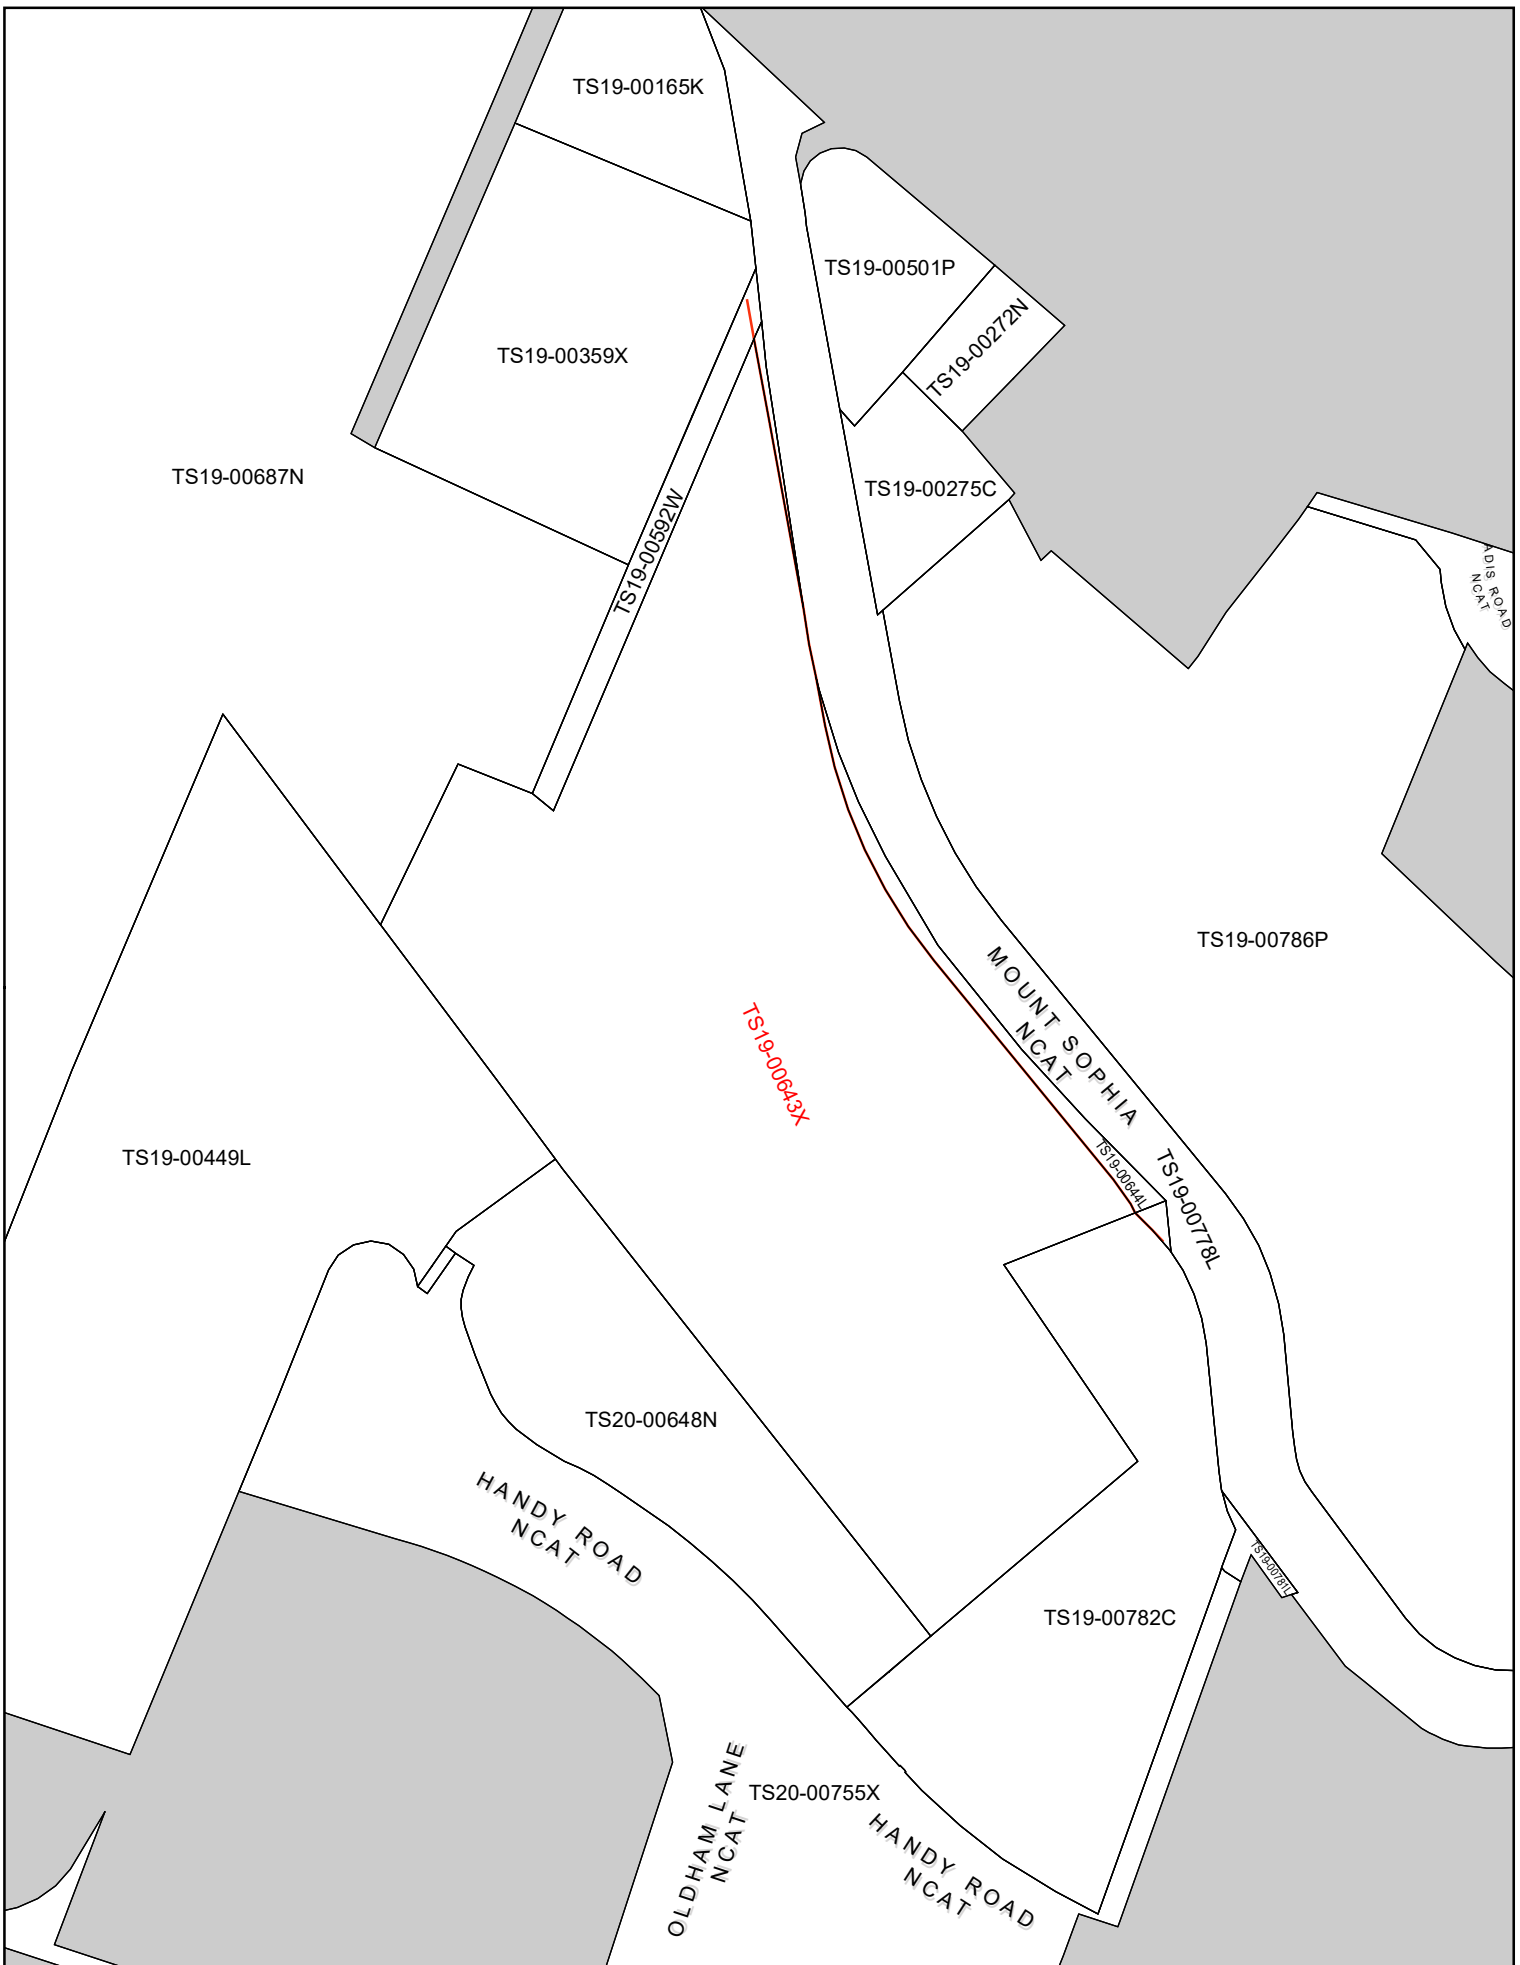 TS19-00165K
TS19-00501P
TS19-00272N
TS19-00359X
TS19-00687N
TS19-00275C
TS19-00592W
ADIS ROAD
NCAT
TS19-00786P
MOUNT SOPHIA
NCAT
TS19-00643X
TS19-00449L
TS19-00644L
TS19-00778L
TS20-00648N
HANDY ROAD
NCAT
TS19-00781L
TS19-00782C
OLDHAM LANE
NCAT
TS20-00755X
HANDY ROAD
NCAT